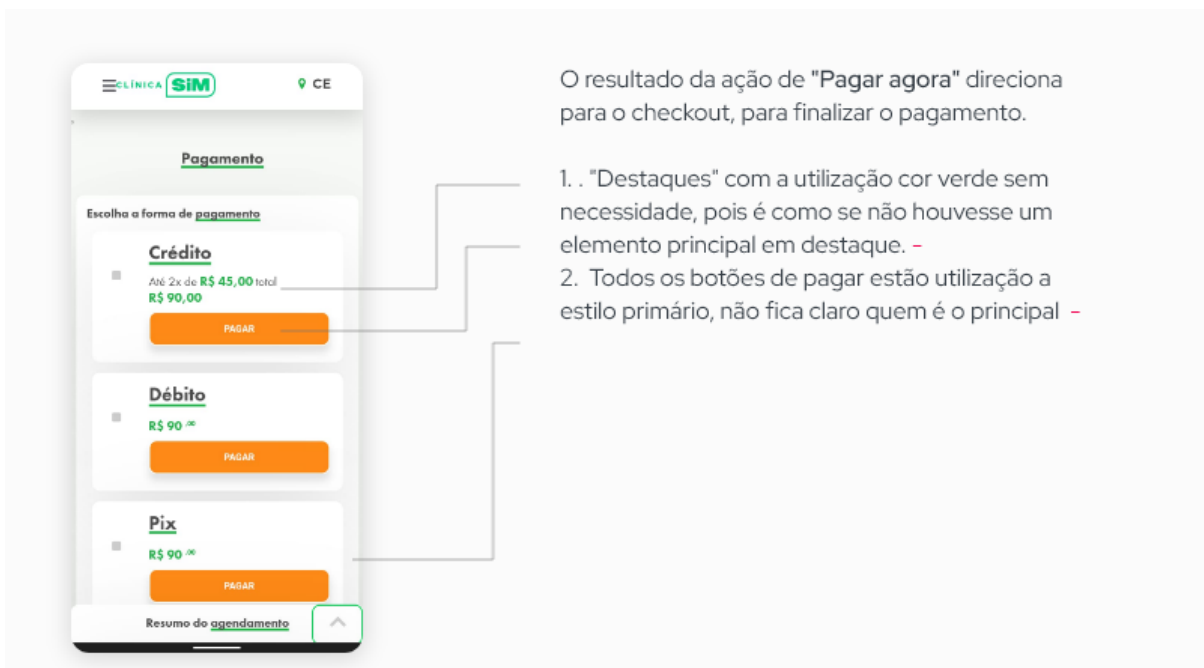 CLÍNICA SiM
CE
Pagamento
Escolha a forma de pagamento
Crédito
Até 2x de R$ 45,00 total
R$ 90,00
PAGAR
Débito
R$ 90 ,00
PAGAR
Pix
R$ 90 ,00
PAGAR
Resumo do agendamento
O resultado da ação de "Pagar agora" direciona
para o checkout, para finalizar o pagamento.
1. . "Destaques" com a utilização cor verde sem
necessidade, pois é como se não houvesse um
elemento principal em destaque. -
2. Todos os botões de pagar estão utilização a
estilo primário, não fica claro quem é o principal -